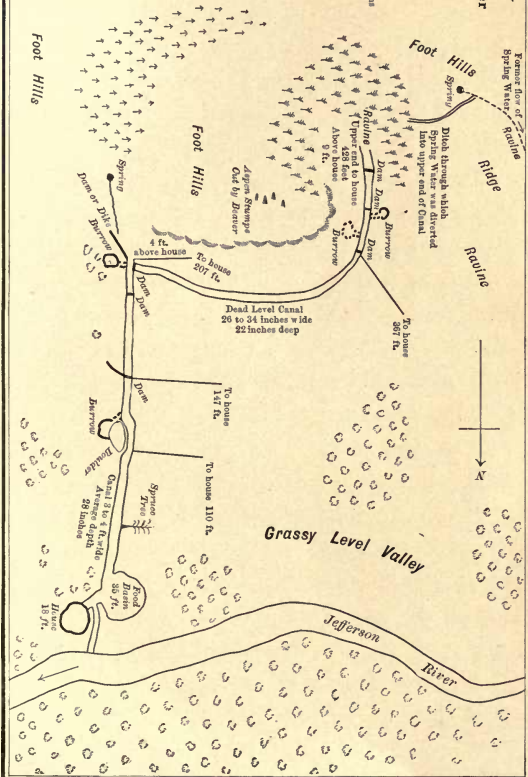 Foot Hills
Foot Hills
Foot Hills
Spring
Former flow of
Spring Water
Ravine
Ridge
Ravine
Ditch through which
Spring Water was diverted
into upper end of Canal
Ravine
Upper end to house
428 feet
Above house
9 ft.
Dam
Dam
Burrow
Burrow
Dam
To house
367 ft.
Aspen Stumps
Cut by Beaver
Spring
Dam or Dike
Burrow
4 ft.
above house
To house
207 ft.
Dam
Dam
Dead Level Canal
26 to 34 inches wide
22 inches deep
To house
147 ft.
Dam
Burrow
Boulder
To house 110 ft.
Canal 3 to 4 ft. wide
Average depth
28 inches
Spruce
Tree
Food
Basin
35 ft.
House
18 ft.
N
Grassy Level Valley
Jefferson
River